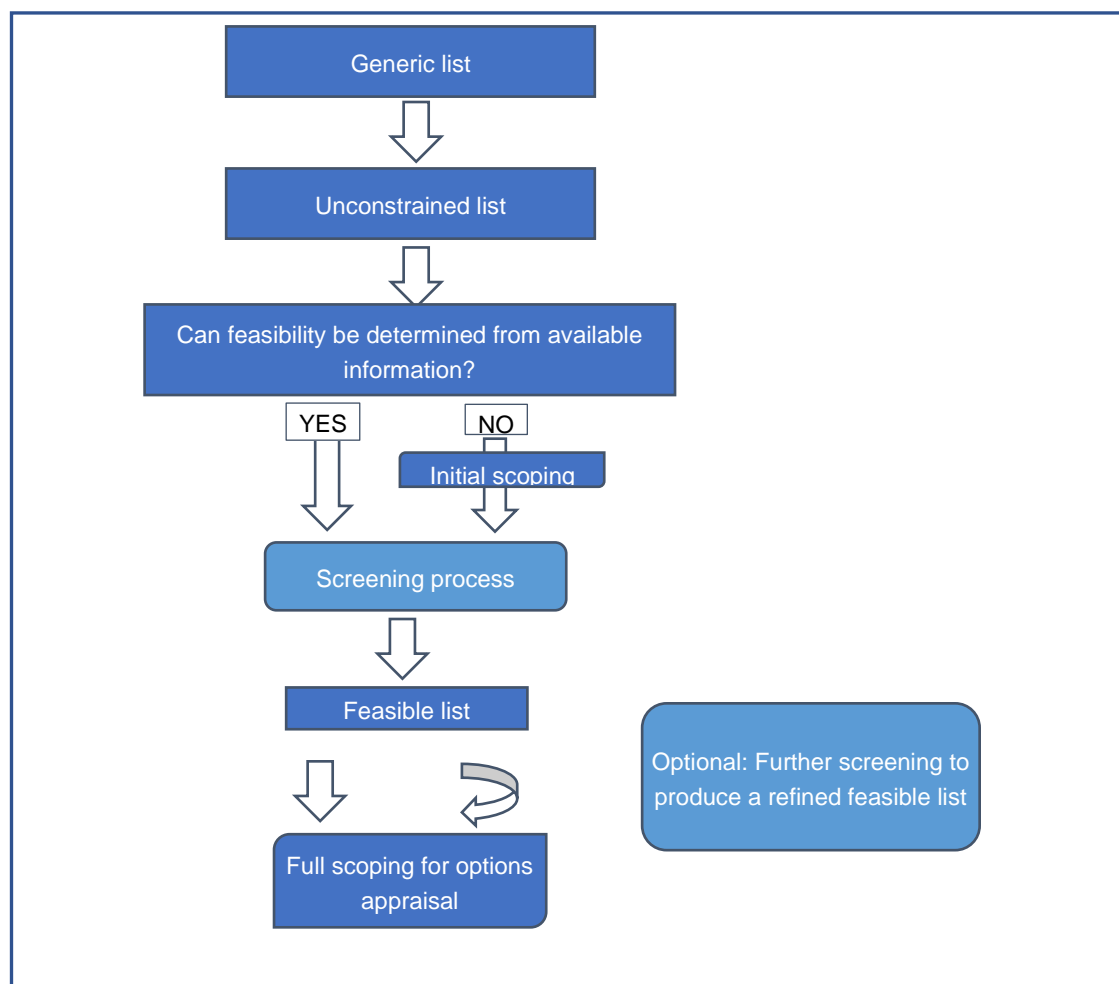 Generic list
Unconstrained list
Can feasibility be determined from available
information?
YES
NO
Initial scoping
Screening process
Feasible list
Optional: Further screening to
produce a refined feasible list
Full scoping for options
appraisal